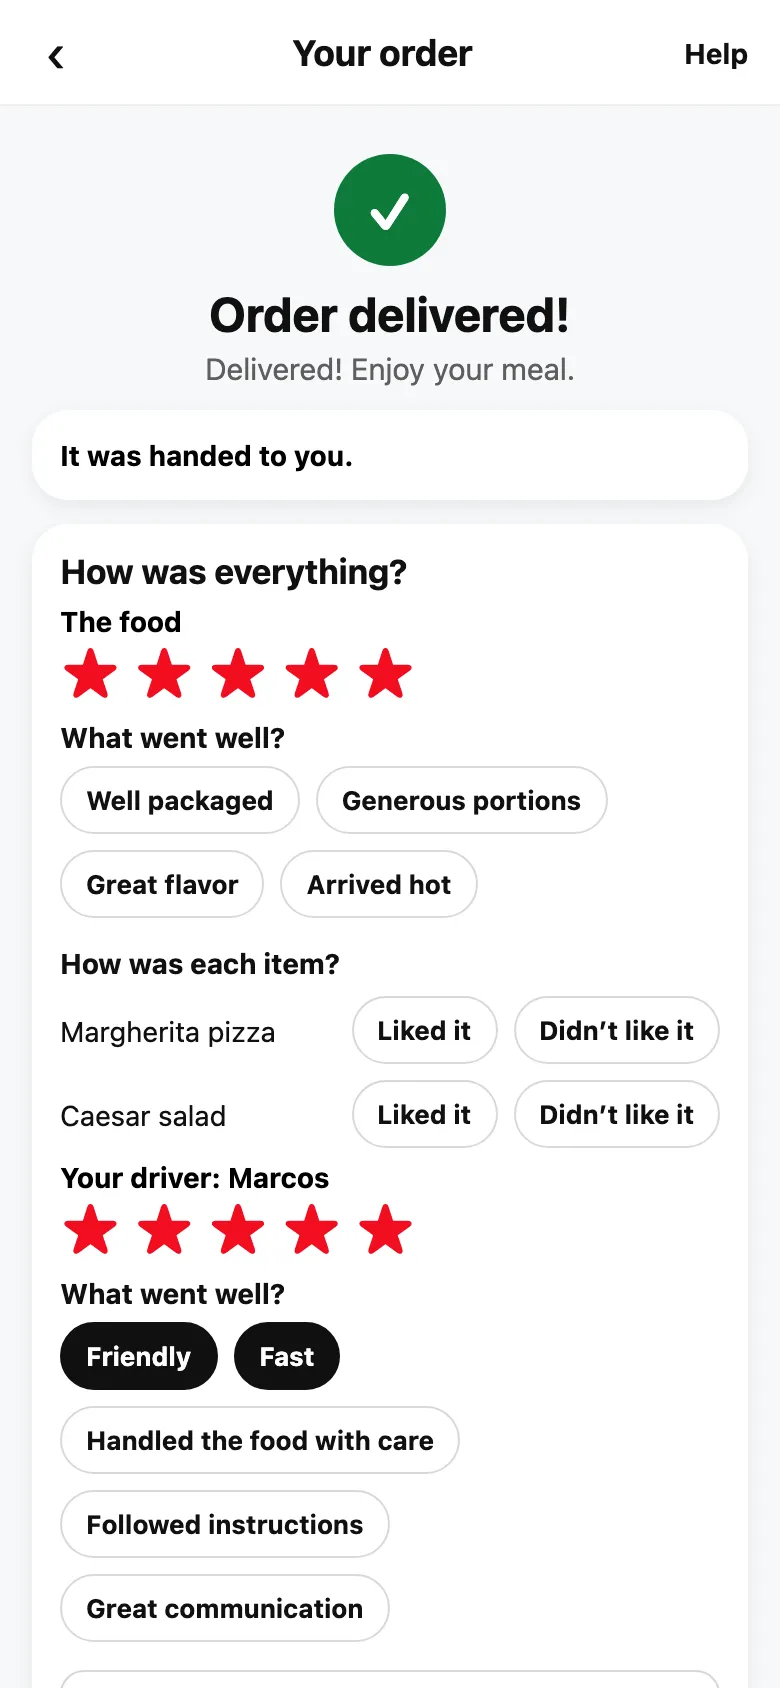 Your order
Help
Order delivered!
Delivered! Enjoy your meal.
It was handed to you.
How was everything?
The food
What went well?
Well packaged
Generous portions
Great flavor
Arrived hot
How was each item?
Margherita pizza
Liked it
Didn’t like it
Caesar salad
Liked it
Didn’t like it
Your driver: Marcos
What went well?
Friendly
Fast
Handled the food with care
Followed instructions
Great communication